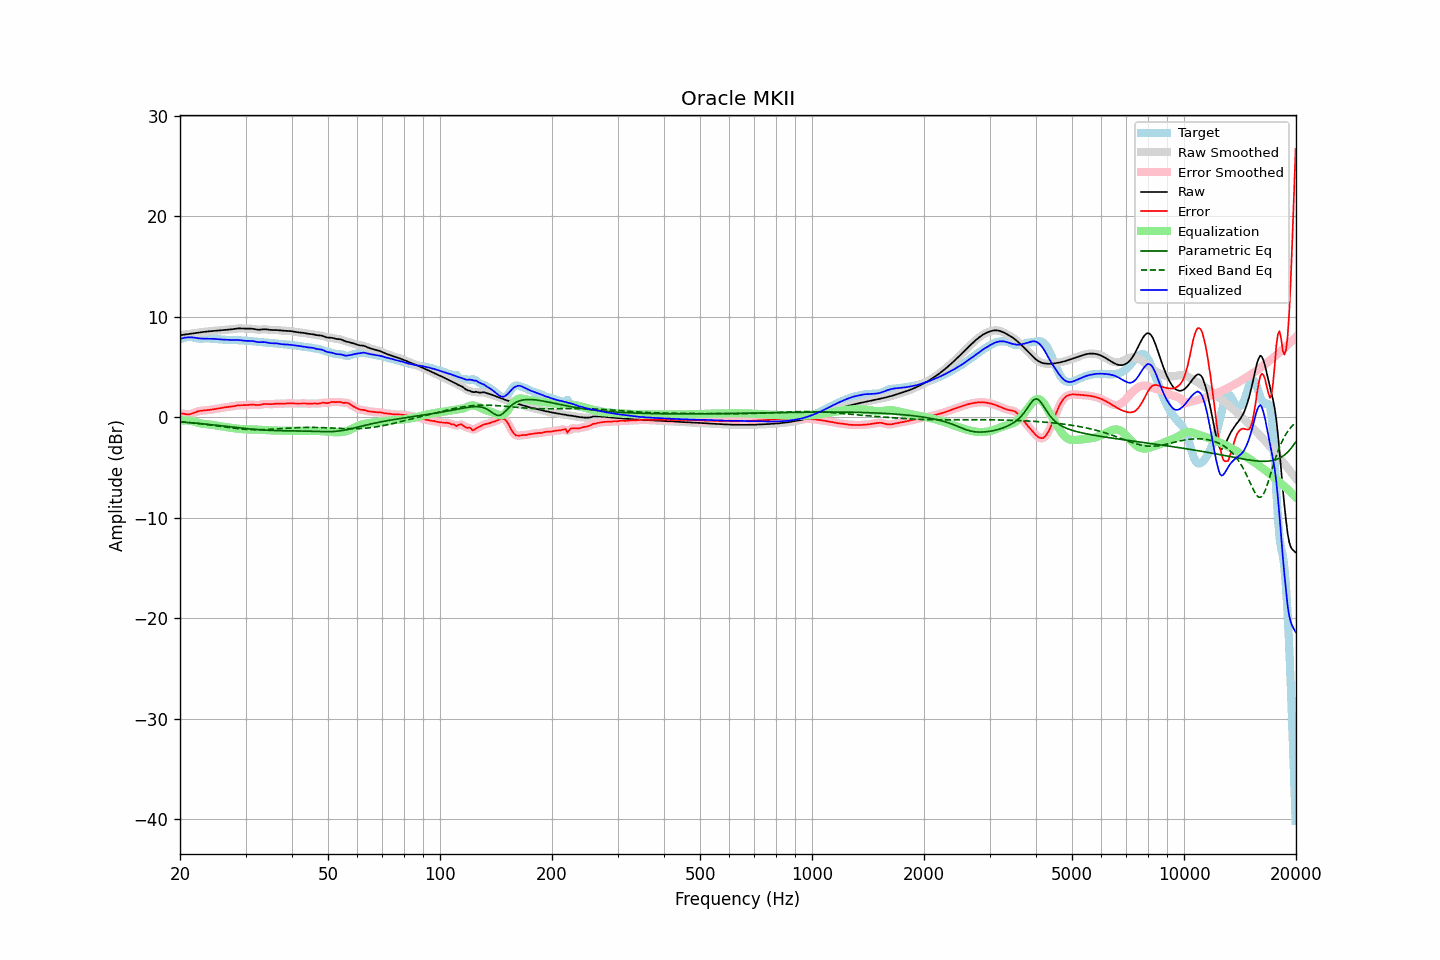 Oracle MKII
30
20
10
0
−10
−20
−30
−40
Amplitude (dBr)
Target
Raw Smoothed
Error Smoothed
Raw
Error
Equalization
Parametric Eq
Fixed Band Eq
Equalized
20 50 100 200 500 1000 2000 5000 10000 20000
Frequency (Hz)